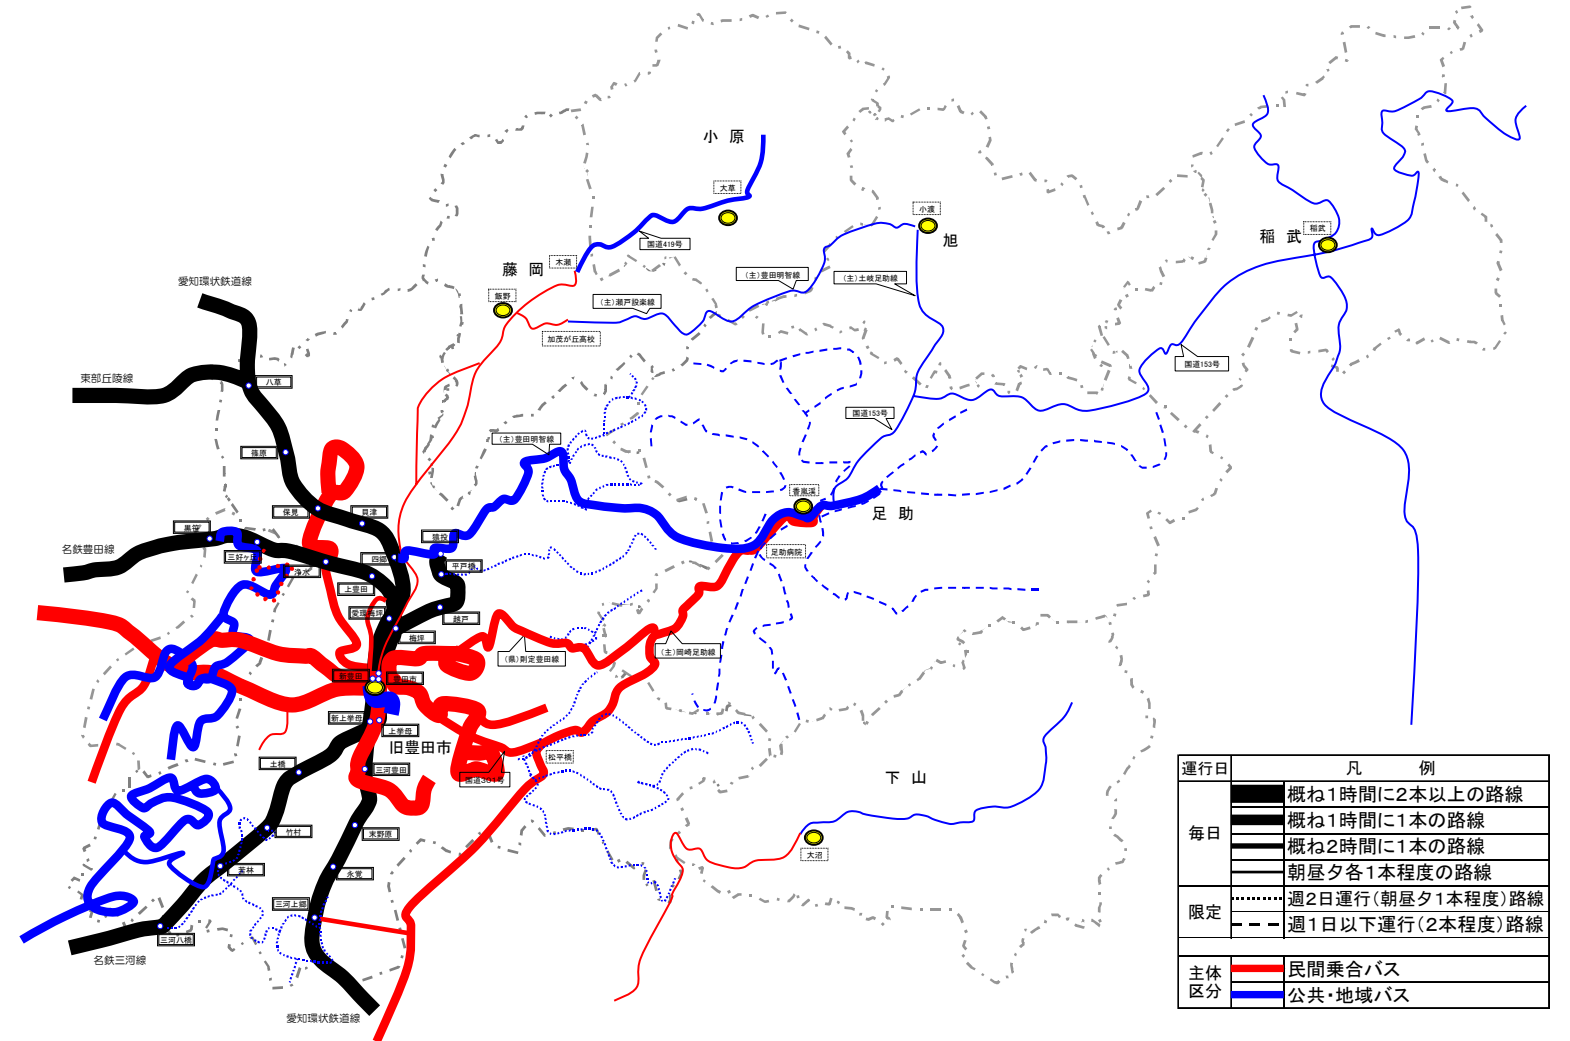 小 原
大草
小渡
旭
稲 武
稲武
国道419号
藤 岡
木瀬
(主)豊田明智線
(主)土岐足助線
愛知環状鉄道線
飯野
(主)瀬戸設楽線
加茂が丘高校
国道153号
東部丘陵線
八草
国道153号
(主)豊田明智線
篠原
香嵐渓
保見
貝津
足 助
黒笹
猿投
名鉄豊田線
三好ヶ丘
四郷
足助病院
浄水
平戸橋
上豊田
愛環梅坪
越戸
梅坪
(主)岡崎足助線
(県)則定豊田線
新豊田
豊田市
新上挙母
上挙母
旧豊田市
土橋
三河豊田
国道301号
松平橋
下 山
竹村
末野原
大沼
若林
永覚
三河上郷
三河八橋
名鉄三河線
愛知環状鉄道線
運行日
凡 例
毎日
概ね1時間に2本以上の路線
概ね1時間に1本の路線
概ね2時間に1本の路線
朝昼夕各1本程度の路線
限定
週2日運行(朝昼夕1本程度)路線
週1日以下運行(2本程度)路線
主体
区分
民間乗合バス
公共・地域バス